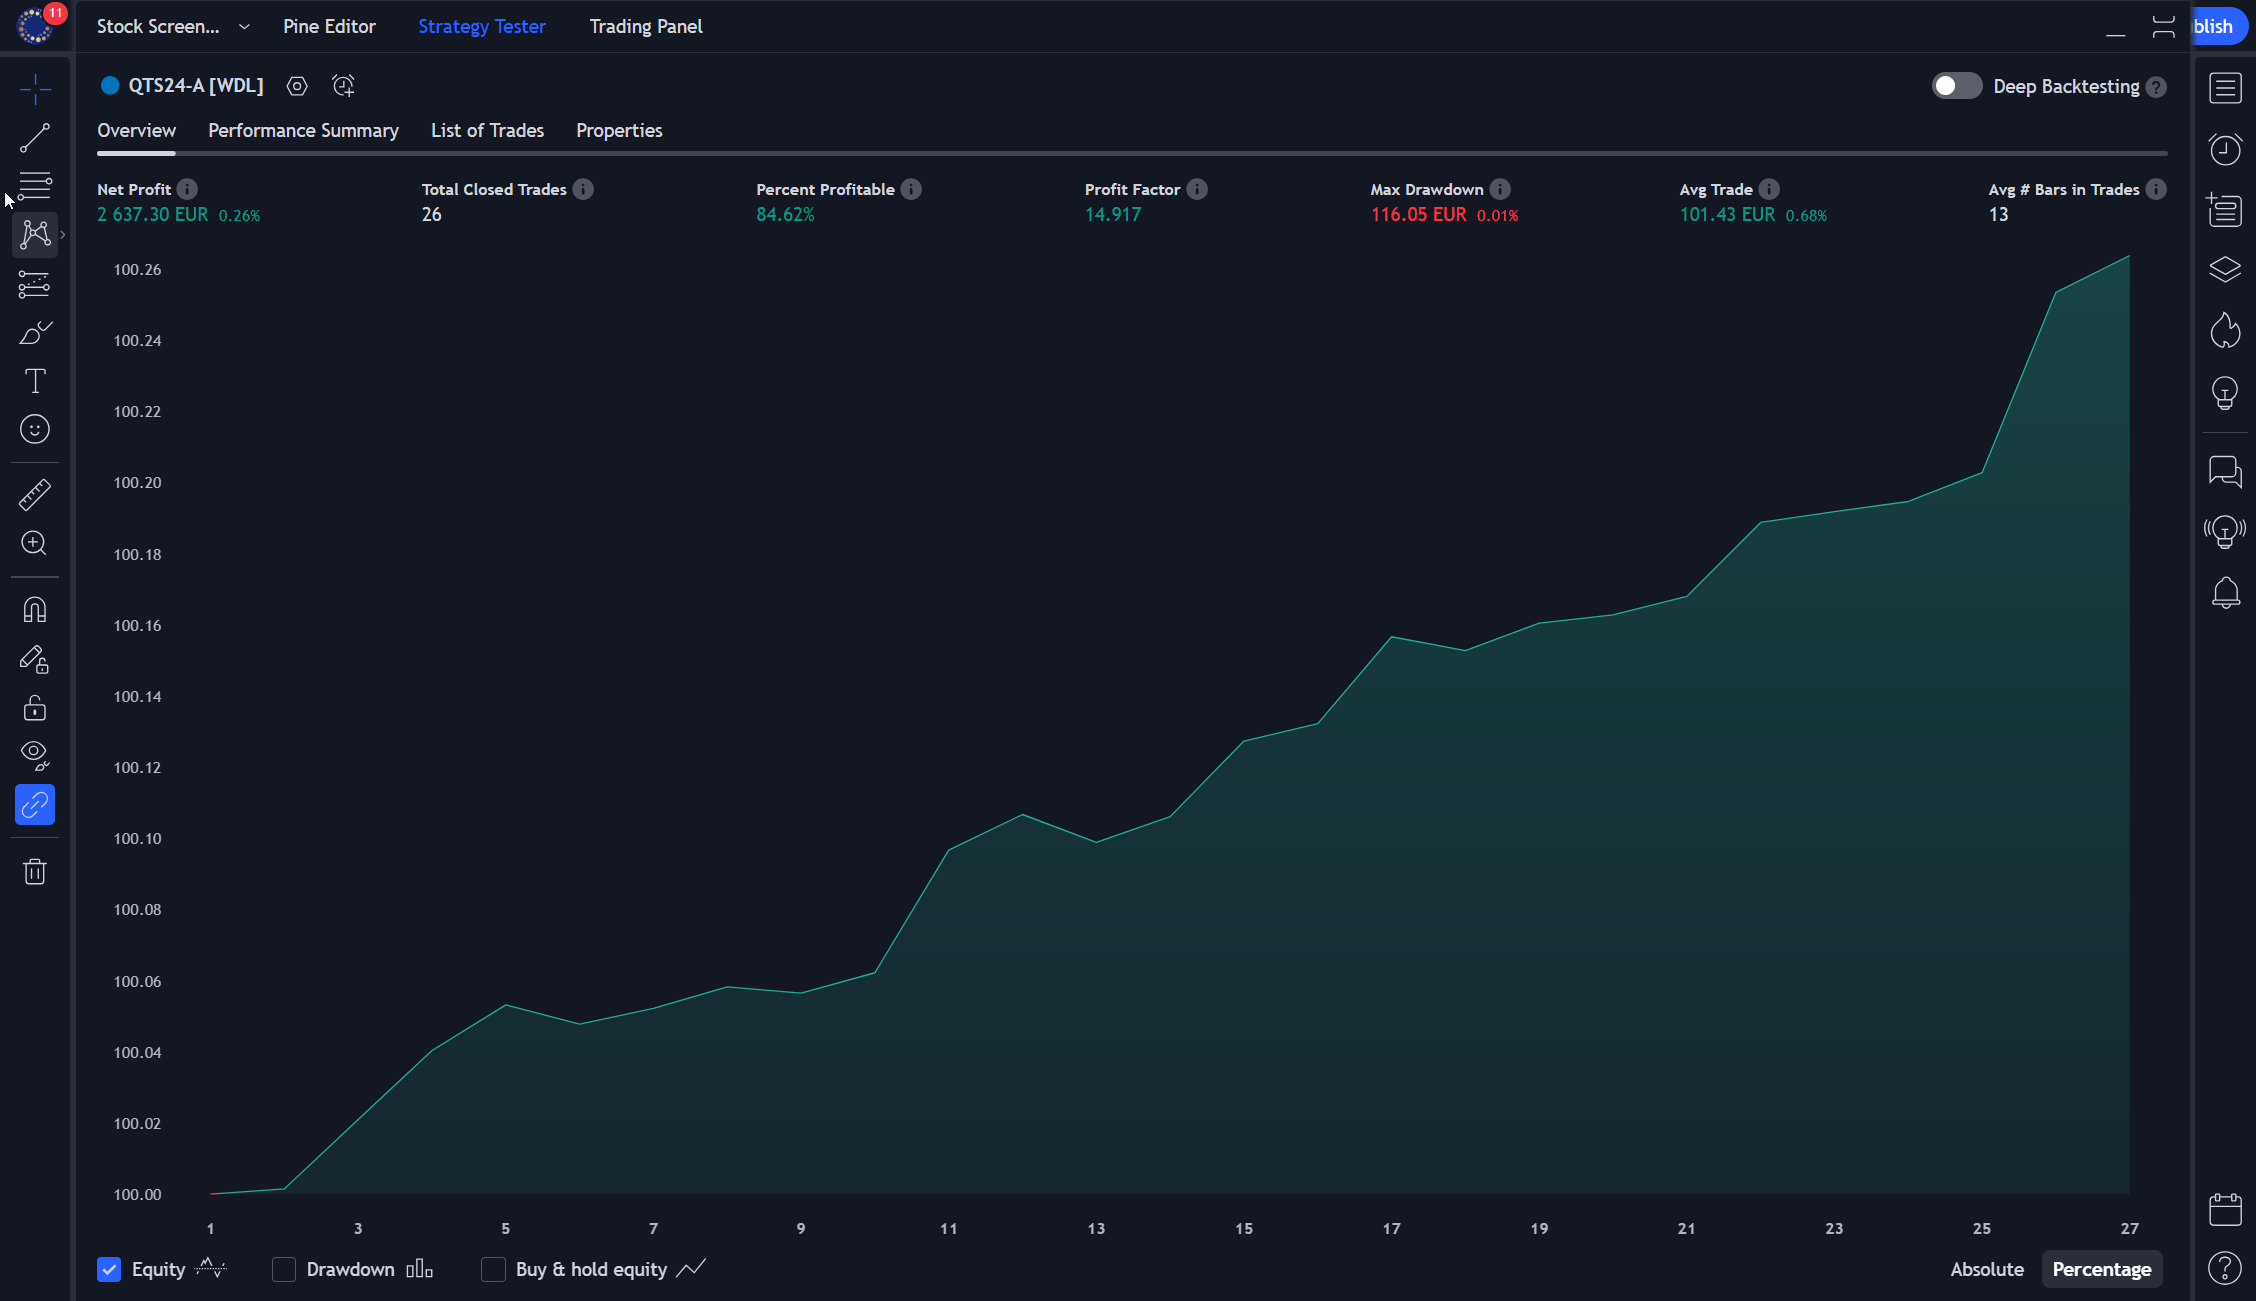 11
Stock Screen... Pine Editor Strategy Tester Trading Panel
blish
QTS24-A [WDL]
Deep Backtesting ?
Overview Performance Summary List of Trades Properties
Net Profit Total Closed Trades Percent Profitable Profit Factor Max Drawdown Avg Trade Avg # Bars in Trades
2 637.30 EUR 0.26% 26 84.62% 14.917 116.05 EUR 0.01% 101.43 EUR 0.68% 13
100.26
100.24
100.22
100.20
100.18
100.16
100.14
100.12
100.10
100.08
100.06
100.04
100.02
100.00
1 3 5 7 9 11 13 15 17 19 21 23 25 27
Equity Drawdown Buy & hold equity Absolute Percentage